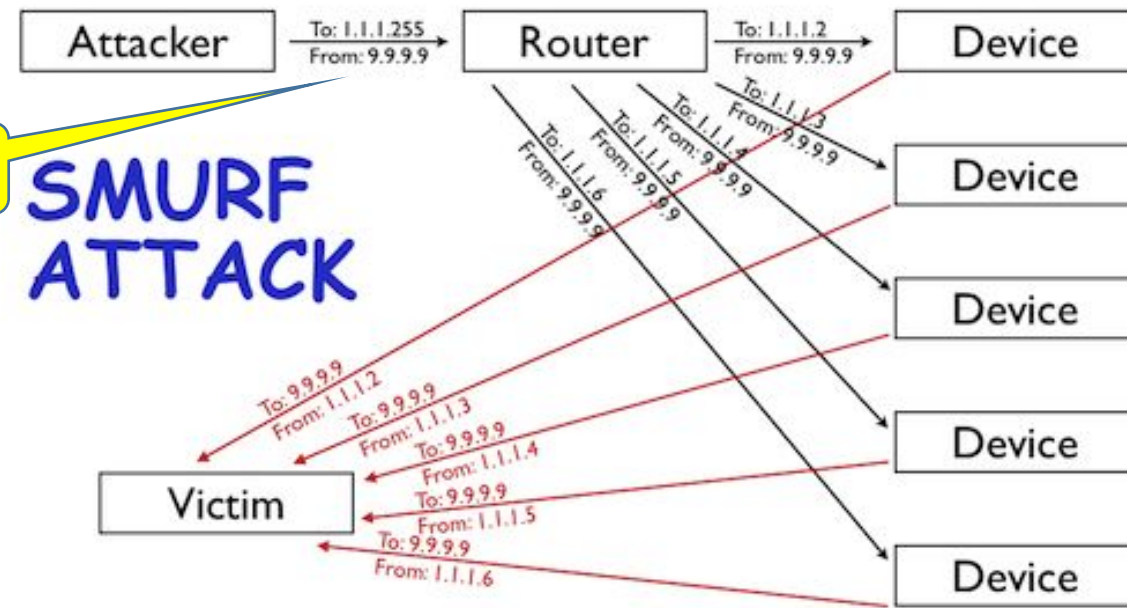 Attacker
To: 1.1.1.255
From: 9.9.9.9
Router
To: 1.1.1.2
From: 9.9.9.9
Device
To: 1.1.1.3
From: 9.9.9.9
Device
To: 1.1.1.4
From: 9.9.9.9
Device
To: 1.1.1.5
From: 9.9.9.9
Device
To: 1.1.1.6
From: 9.9.9.9
Device
SMURF
ATTACK
To: 9.9.9.9
From: 1.1.1.2
To: 9.9.9.9
From: 1.1.1.3
To: 9.9.9.9
From: 1.1.1.4
To: 9.9.9.9
From: 1.1.1.5
To: 9.9.9.9
From: 1.1.1.6
Victim